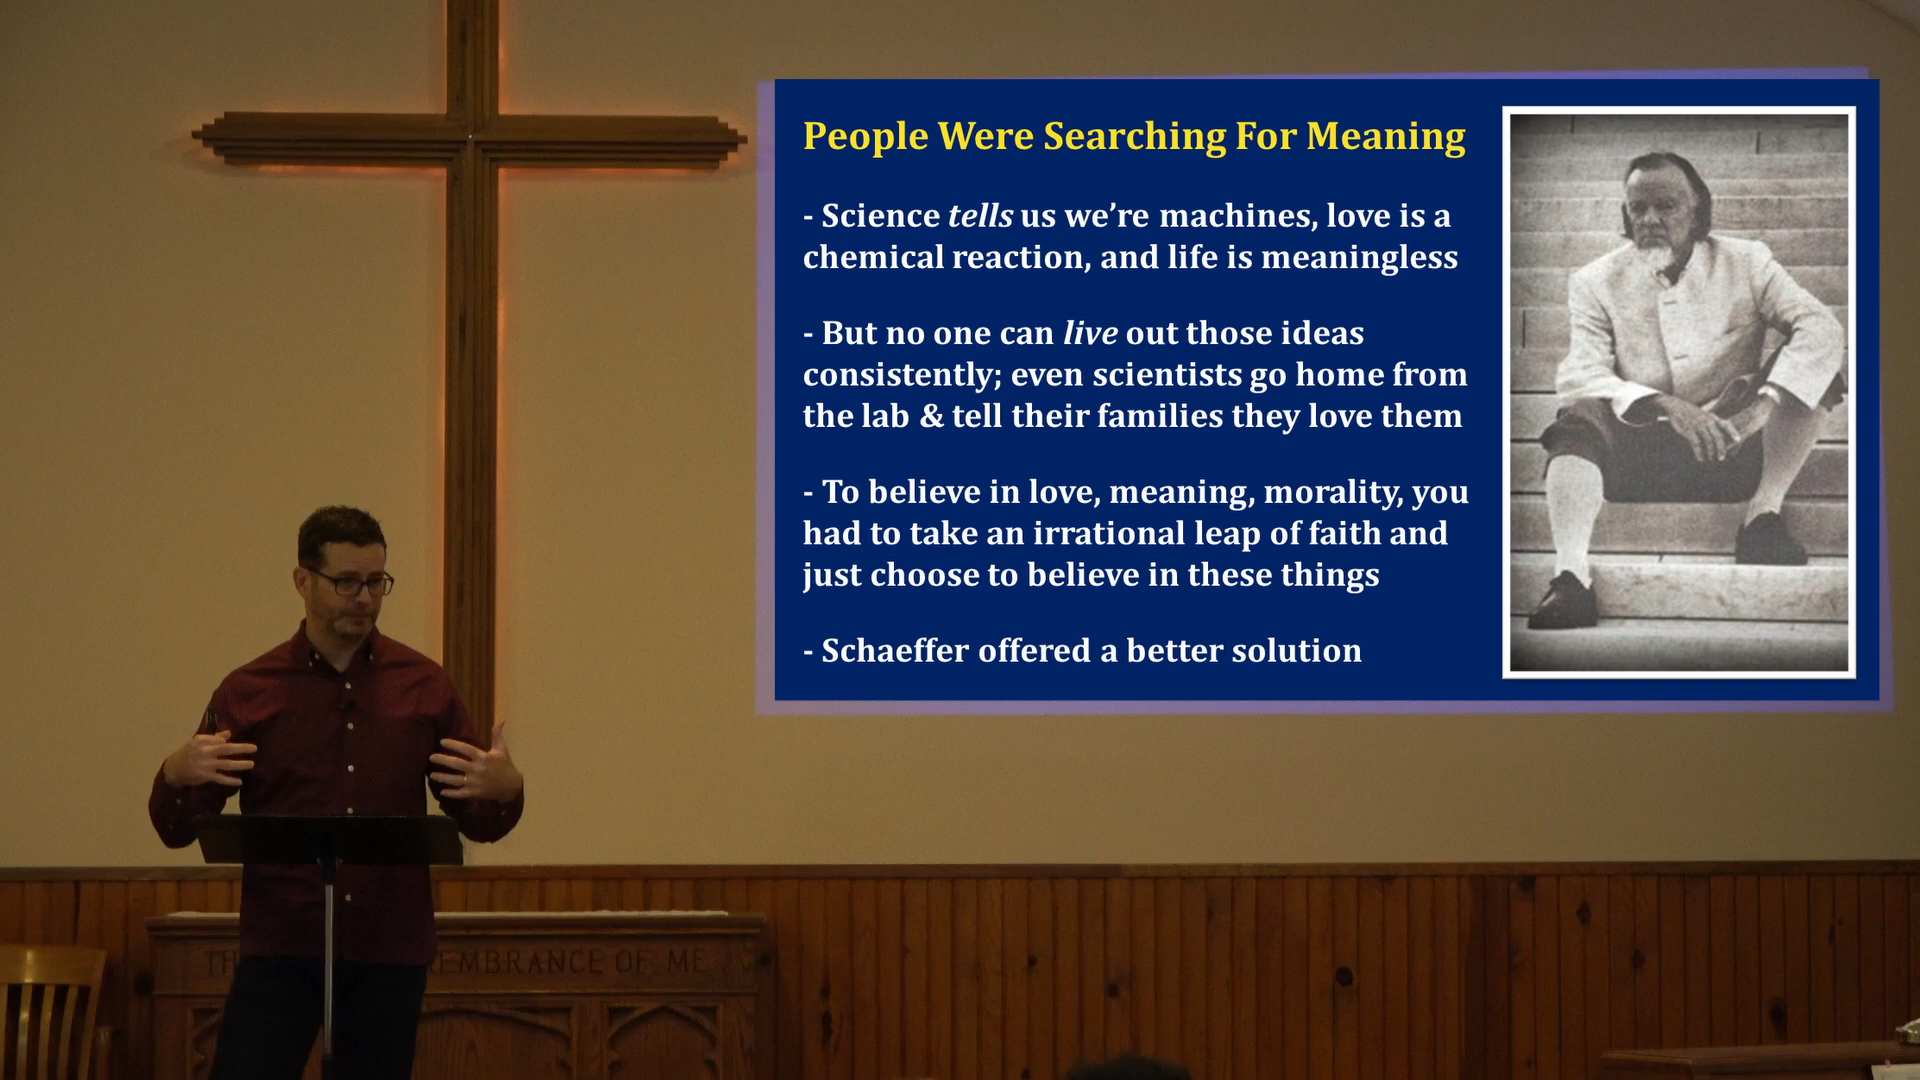 People Were Searching For Meaning
- Science tells us we’re machines, love is a
chemical reaction, and life is meaningless
- But no one can live out those ideas
consistently; even scientists go home from
the lab & tell their families they love them
- To believe in love, meaning, morality, you
had to take an irrational leap of faith and
just choose to believe in these things
- Schaeffer offered a better solution
OF ME